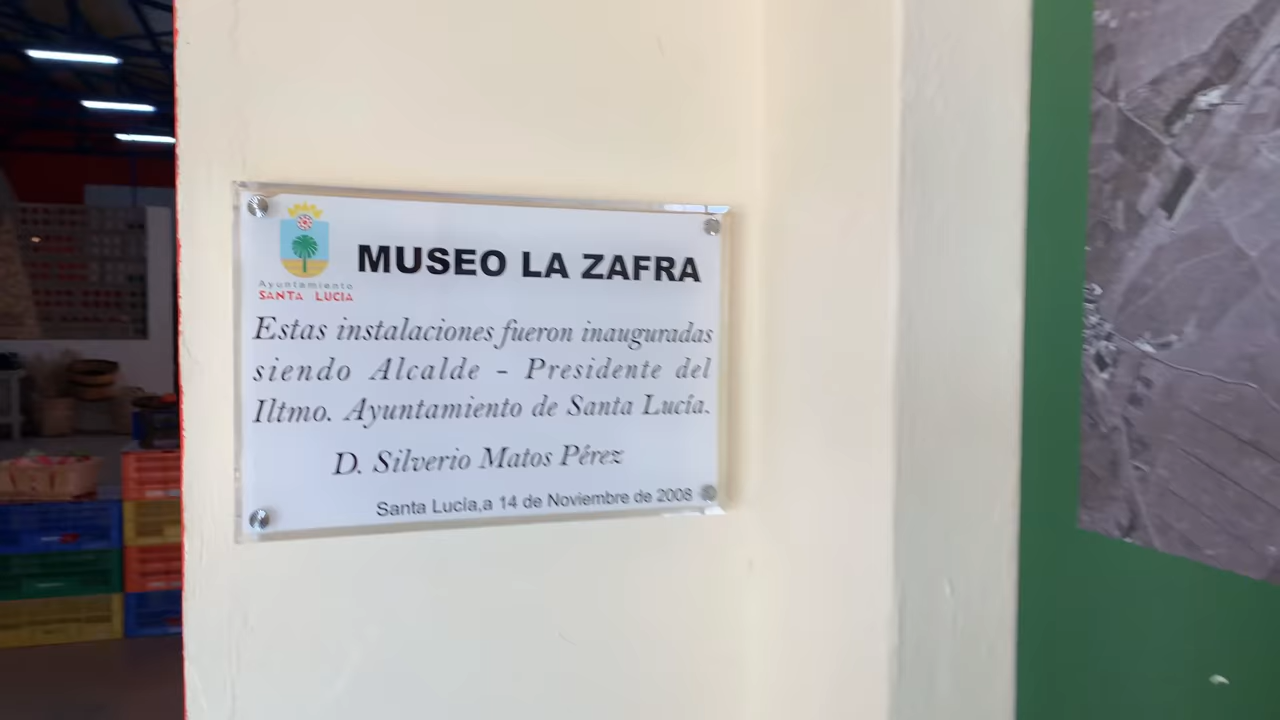 MUSEO LA ZAFRA
Ayuntamiento
SANTA LUCIA
Estas instalaciones fueron inauguradas
siendo Alcalde - Presidente del
Iltmo. Ayuntamiento de Santa Lucía.
D. Silverio Matos Pérez
Santa Lucía,a 14 de Noviembre de 2008